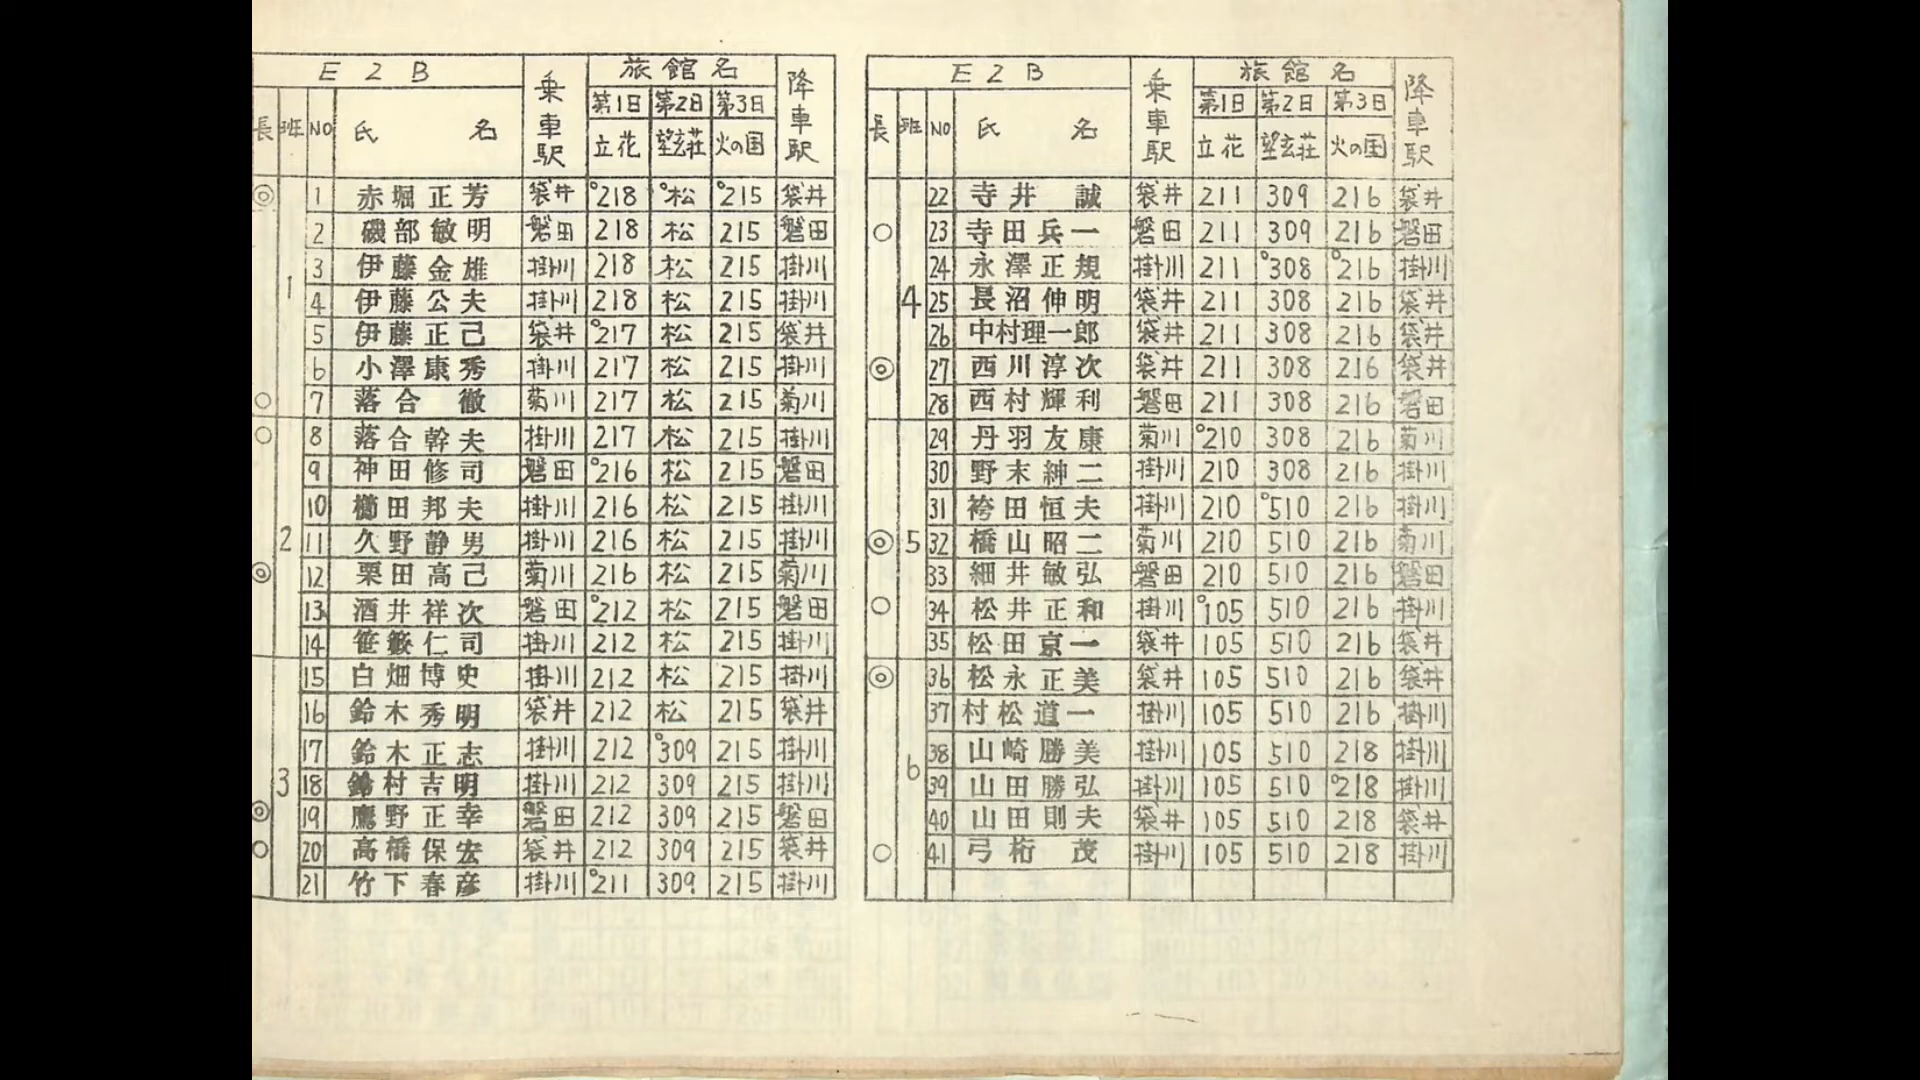 E2B 乗車駅 旅館名 降車駅
第1日 第2日 第3日
長 班 NO 氏 名 立花 望玄荘 火の国
◎ 1 1 赤堀正芳 袋井 °218 °松 °215 袋井
2 磯部敏明 磐田 218 松 215 磐田
3 伊藤金雄 掛川 218 松 215 掛川
4 伊藤公夫 掛川 218 松 215 掛川
5 伊藤正己 袋井 °217 松 215 袋井
6 小澤康秀 掛川 217 松 215 掛川
○ 7 落合徹 菊川 217 松 215 菊川
○ 2 8 落合幹夫 掛川 217 松 215 掛川
9 神田修司 磐田 °216 松 215 磐田
10 櫛田邦夫 掛川 216 松 215 掛川
11 久野静男 掛川 216 松 215 掛川
◎ 12 栗田高己 菊川 216 松 215 菊川
13 酒井祥次 磐田 °212 松 215 磐田
14 笹籔仁司 掛川 212 松 215 掛川
3 15 白畑博史 掛川 212 松 215 掛川
16 鈴木秀明 袋井 212 松 215 袋井
17 鈴木正志 掛川 212 °309 215 掛川
18 鈴村吉明 掛川 212 309 215 掛川
◎ 19 鷹野正幸 磐田 212 309 215 磐田
○ 20 高橋保宏 袋井 212 309 215 袋井
21 竹下春彦 掛川 °211 309 215 掛川
E2B 乗車駅 旅館名 降車駅
第1日 第2日 第3日
長 班 NO 氏 名 立花 望玄荘 火の国
4 22 寺井誠 袋井 211 309 216 袋井
○ 23 寺田兵一 磐田 211 309 216 磐田
24 永澤正規 掛川 211 °308 °216 掛川
25 長沼伸明 袋井 211 308 216 袋井
26 中村理一郎 袋井 211 308 216 袋井
◎ 27 西川淳次 袋井 211 308 216 袋井
28 西村輝利 磐田 211 308 216 磐田
5 29 丹羽友康 菊川 °210 308 216 菊川
30 野末紳二 掛川 210 308 216 掛川
31 袴田恒夫 掛川 210 °510 216 掛川
◎ 32 橋山昭二 菊川 210 510 216 菊川
33 細井敏弘 磐田 210 510 216 磐田
○ 34 松井正和 掛川 °105 510 216 掛川
35 松田京一 袋井 105 510 216 袋井
◎ 6 36 松永正美 袋井 105 510 216 袋井
37 村松道一 掛川 105 510 216 掛川
38 山崎勝美 掛川 105 510 218 掛川
39 山田勝弘 掛川 105 510 °218 掛川
40 山田則夫 袋井 105 510 218 袋井
○ 41 弓桁茂 掛川 105 510 218 掛川